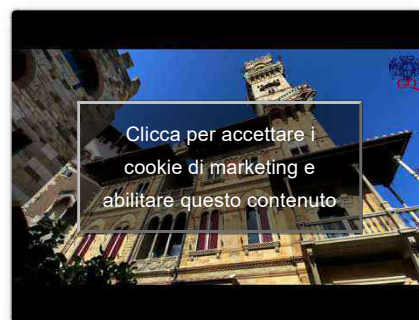 Clicca per accettare i
cookie di marketing e
abilitare questo contenuto